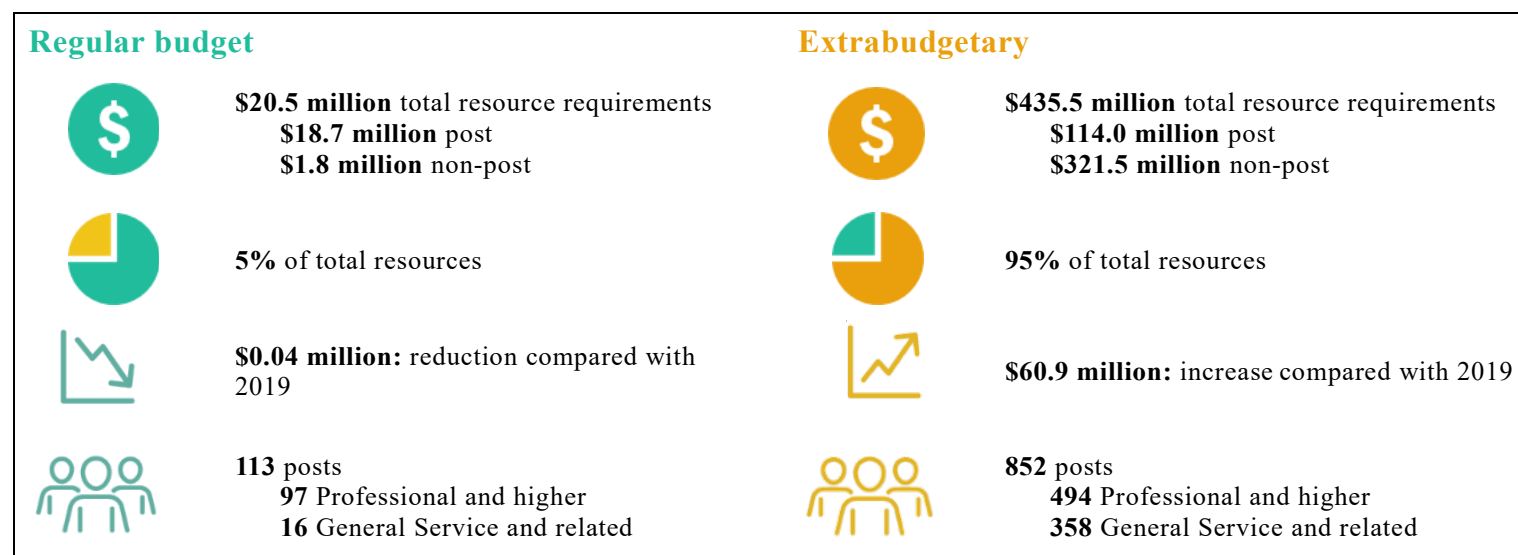 Regular budget
$
$20.5 million total resource requirements
$18.7 million post
$1.8 million non-post
5% of total resources
$0.04 million: reduction compared with
2019
113 posts
97 Professional and higher
16 General Service and related
Extrabudgetary
$
$435.5 million total resource requirements
$114.0 million post
$321.5 million non-post
95% of total resources
$60.9 million: increase compared with 2019
852 posts
494 Professional and higher
358 General Service and related